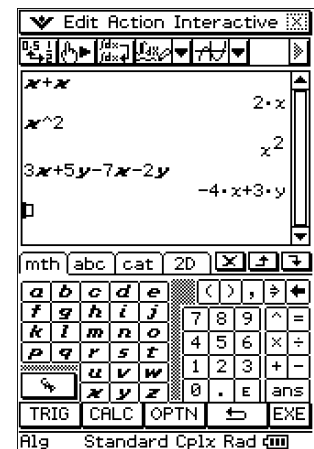 Edit Action Interactive
x+x
2·x
x^2
x²
3x+5y-7x-2y
-4·x+3·y
mth abc cat 2D
a b c d e ( ) , ⇒ ←
f g h i j 7 8 9 ^ =
k l m n o 4 5 6 × ÷
p q r s t 1 2 3 + -
u v w
x y z 0 . E ans
TRIG CALC OPTN EXE
Alg Standard Cplx Rad